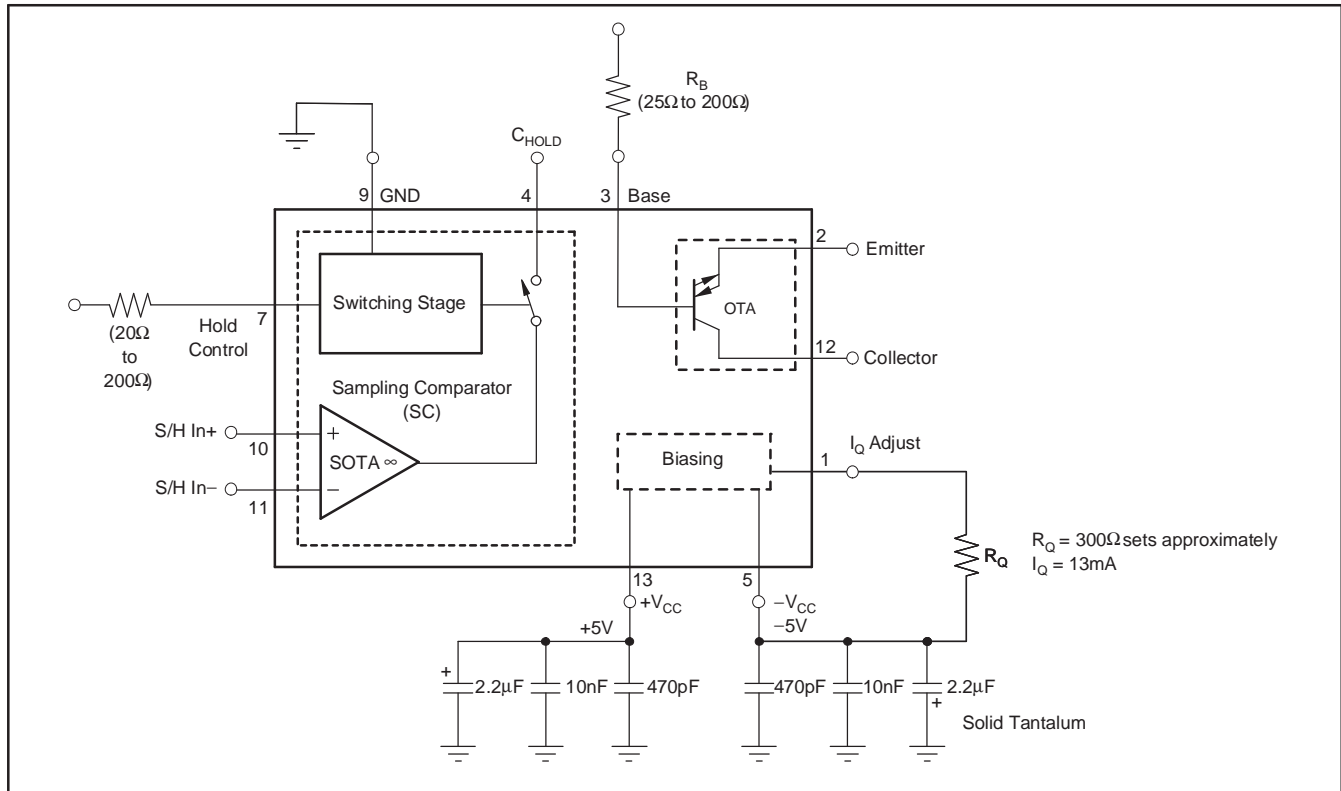 R_B
(25Ω to 200Ω)
C_HOLD
9 GND
4
3 Base
2
Emitter
Switching Stage
OTA
7
Hold
Control
(20Ω
to
200Ω)
12
Collector
Sampling Comparator
(SC)
S/H In+
10
+
SOTA ∞
−
S/H In−
11
Biasing
1
I_Q Adjust
R_Q
R_Q = 300Ω sets approximately
I_Q = 13mA
13
5
+V_CC
−V_CC
+5V
−5V
+
2.2µF
10nF
470pF
470pF
10nF
2.2µF
+
Solid Tantalum